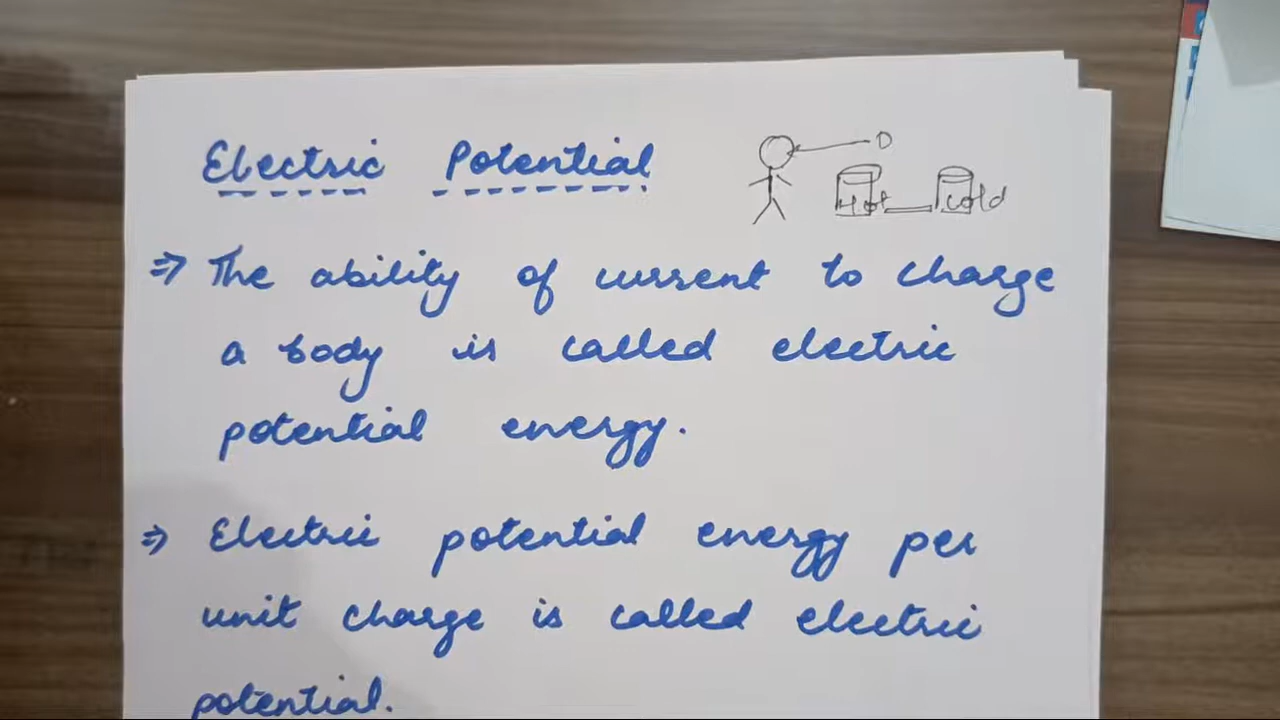 Electric Potential
D
Hot cold
⇒ The ability of current to charge
a body is called electric
potential energy.
⇒ Electric potential energy per
unit charge is called electric
potential.